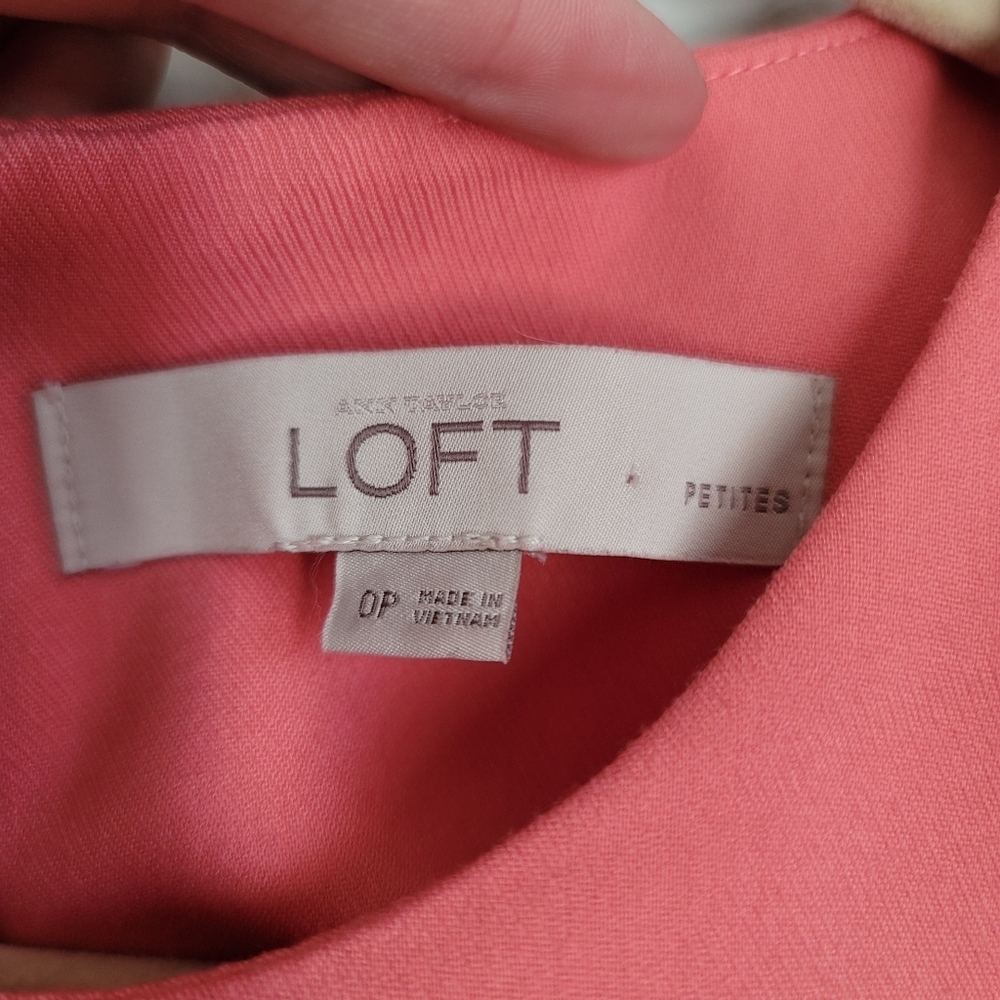 ANN TAYLOR
LOFT
PETITES
0P MADE IN
VIETNAM